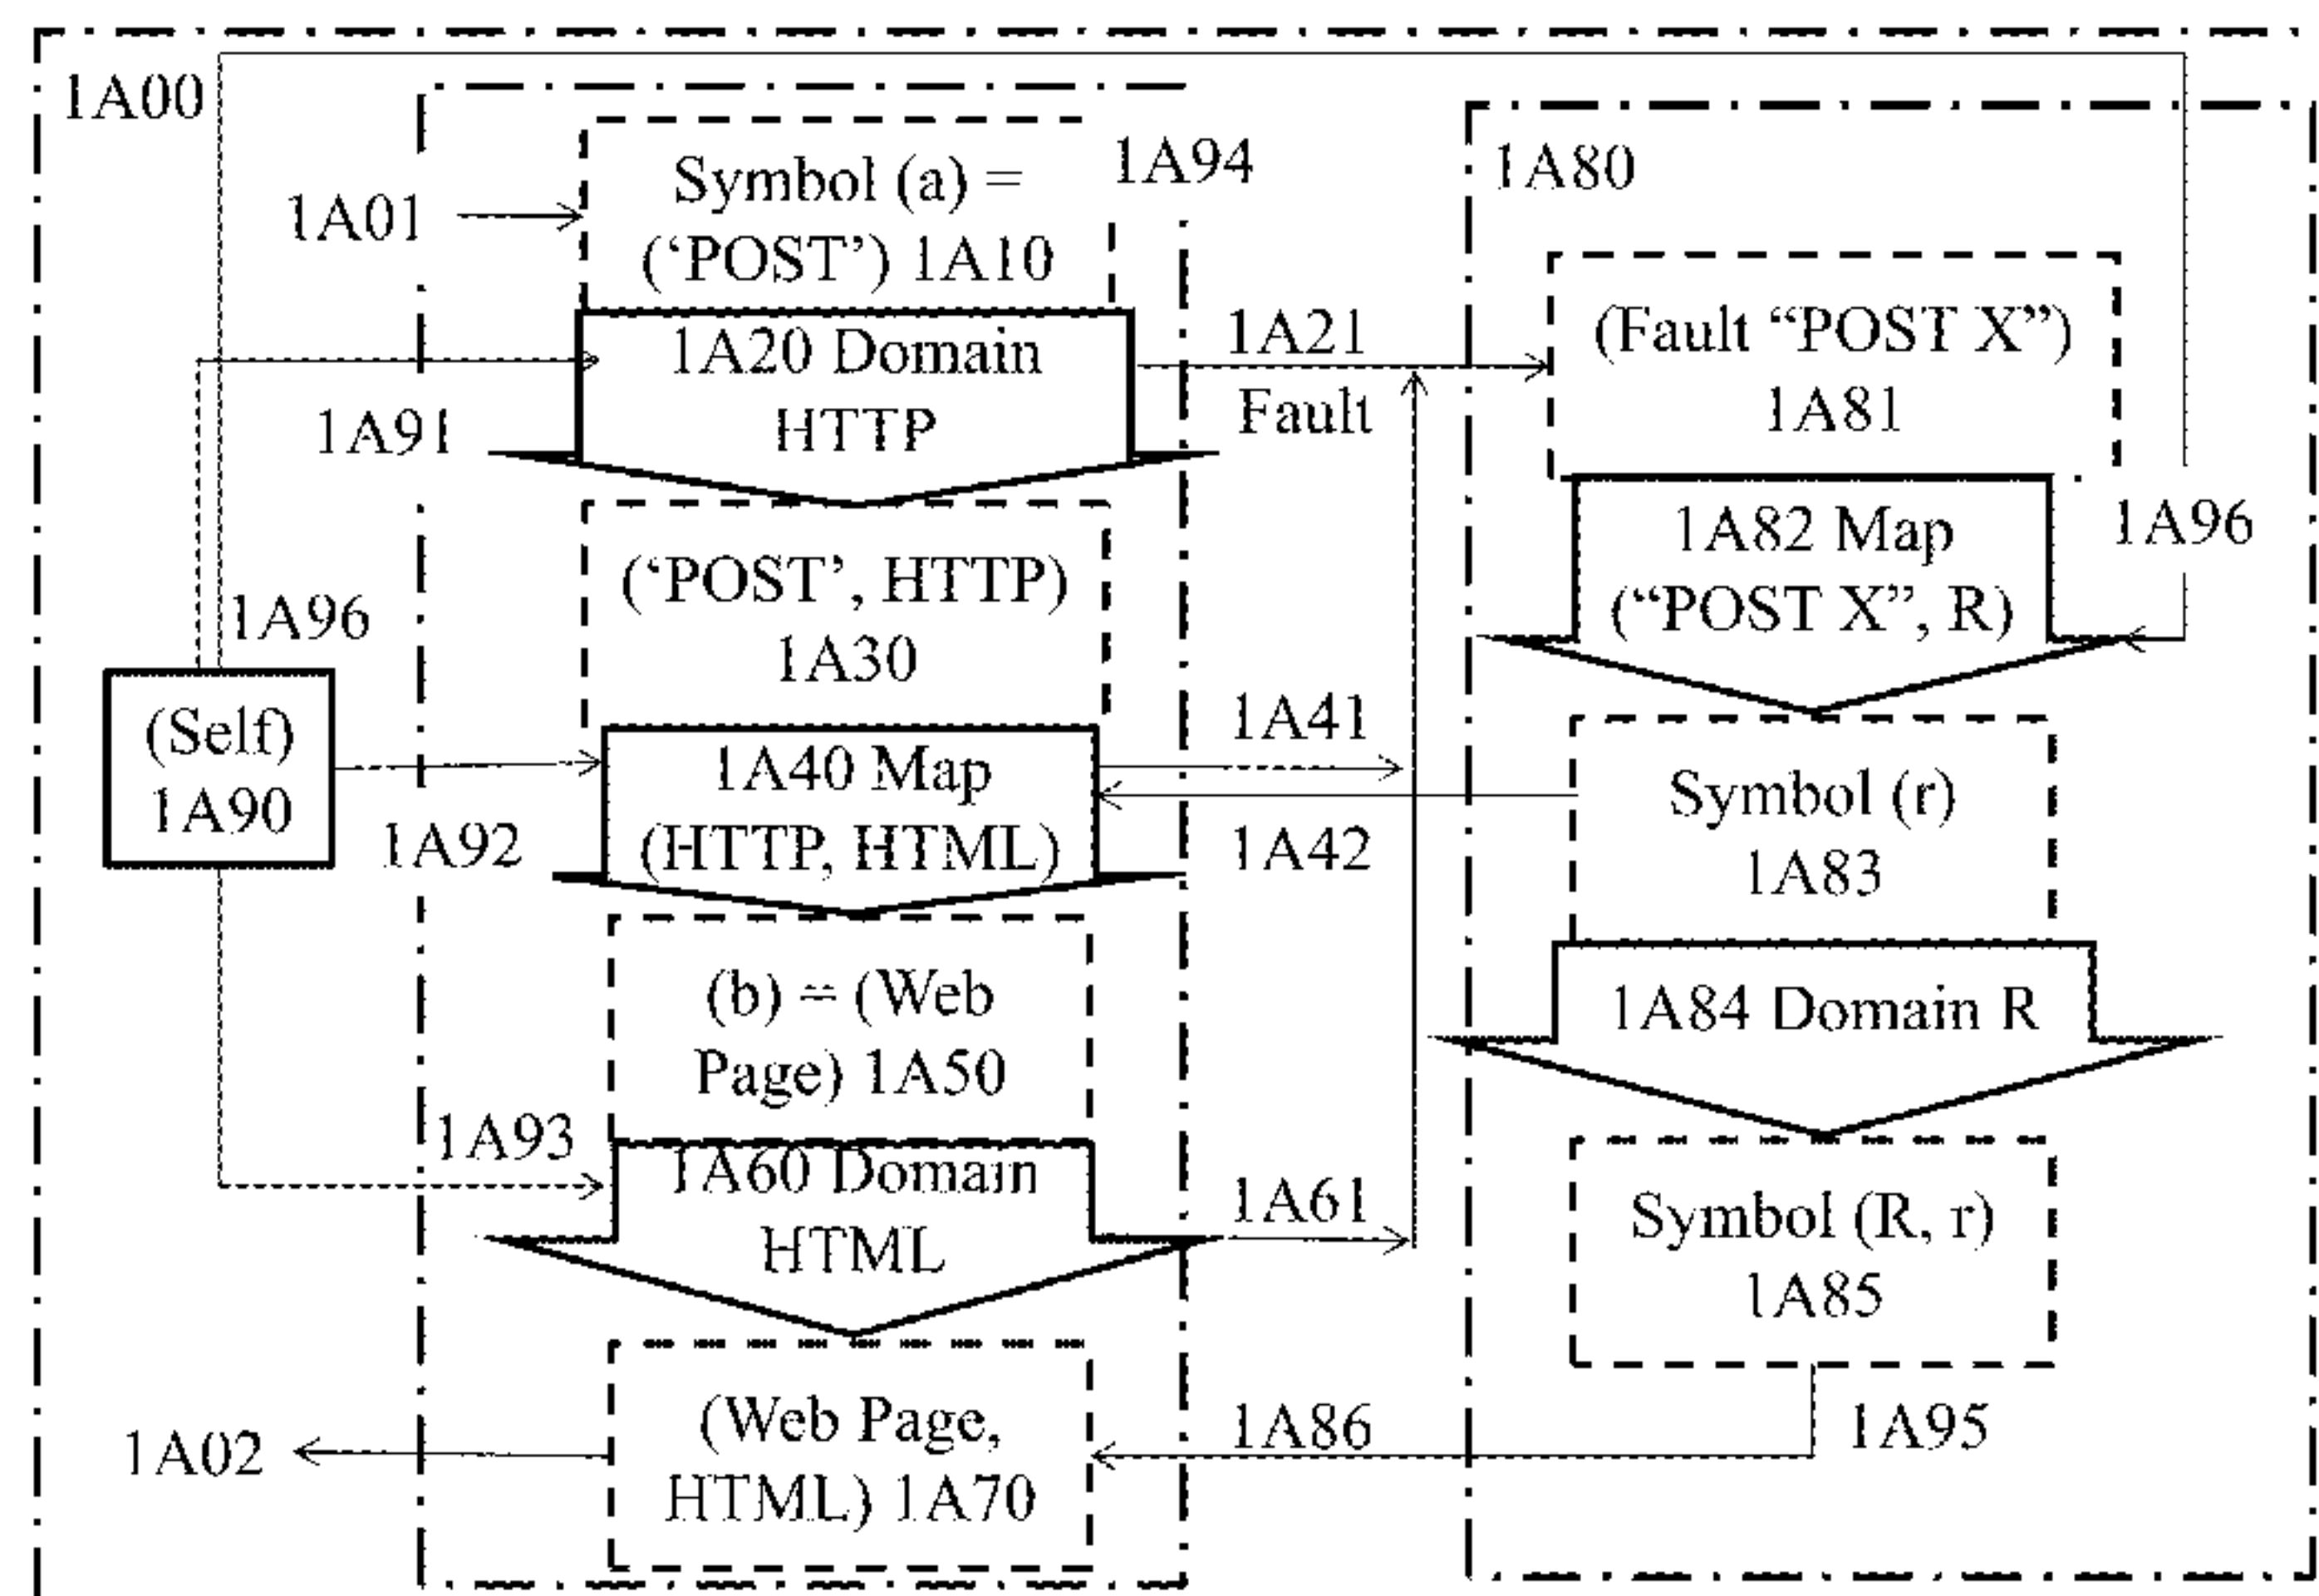 1A00
1A01
Symbol (a) =
(‘POST’) 1A10
1A94
1A80
1A20 Domain
HTTP
1A91
1A21
Fault
(Fault “POST X”)
1A81
1A82 Map
(“POST X”, R)
1A96
(‘POST’, HTTP)
1A30
1A96
(Self)
1A90
1A92
1A40 Map
(HTTP, HTML)
1A41
1A42
Symbol (r)
1A83
(b) = (Web
Page) 1A50
1A84 Domain R
1A93
1A60 Domain
HTML
1A61
Symbol (R, r)
1A85
(Web Page,
HTML) 1A70
1A02
1A86
1A95